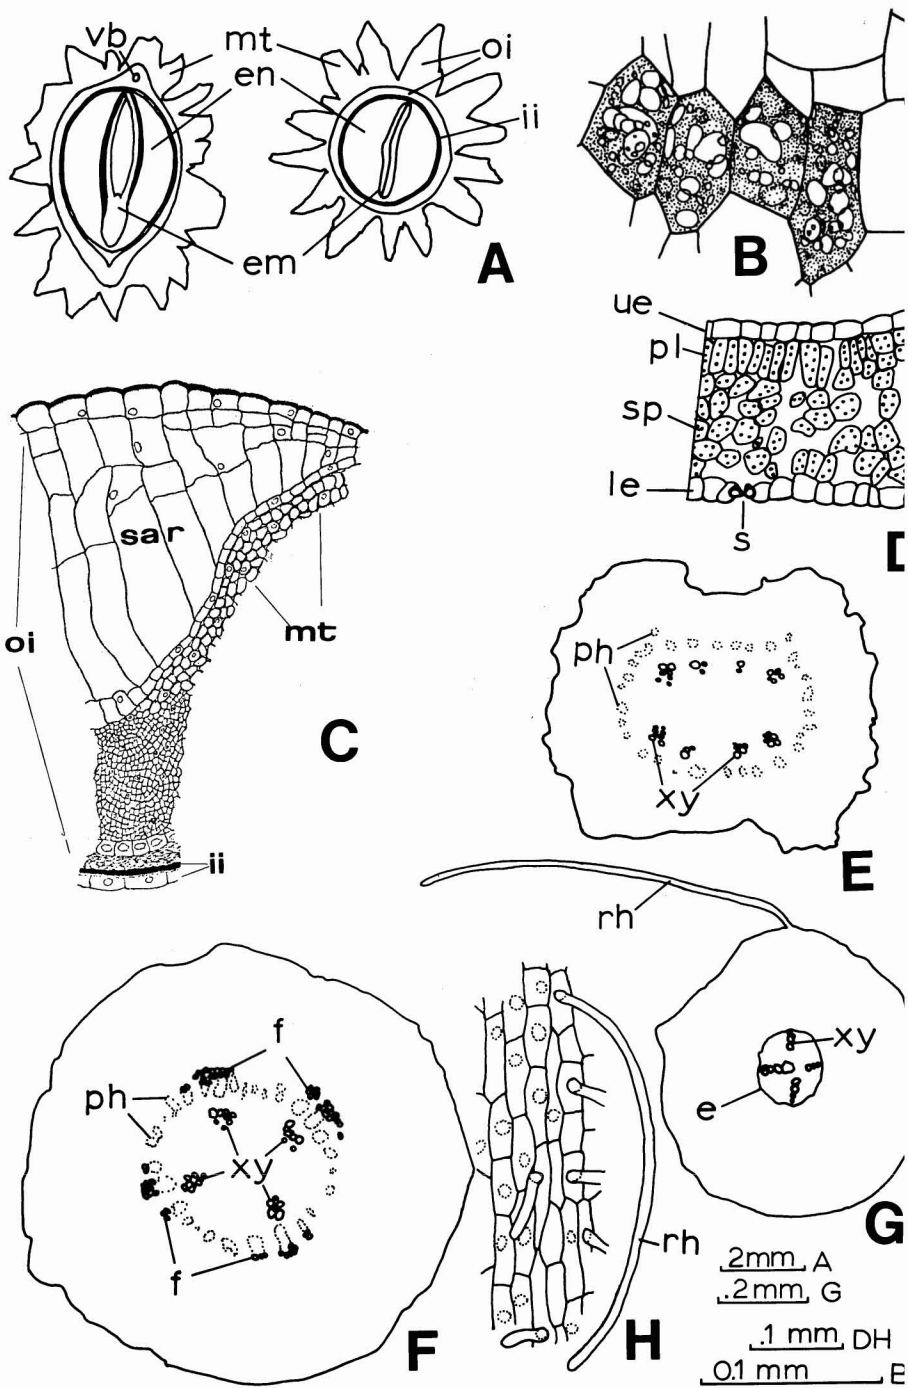 vb
mt
oi
en
ii
em
A
B
ue
pl
sp
le
s
sar
oi
mt
C
ii
ph
xy
E
rh
f
ph
xy
f
F
xy
e
G
rh
H
2mm A
.2mm G
.1 mm DH
0.1 mm